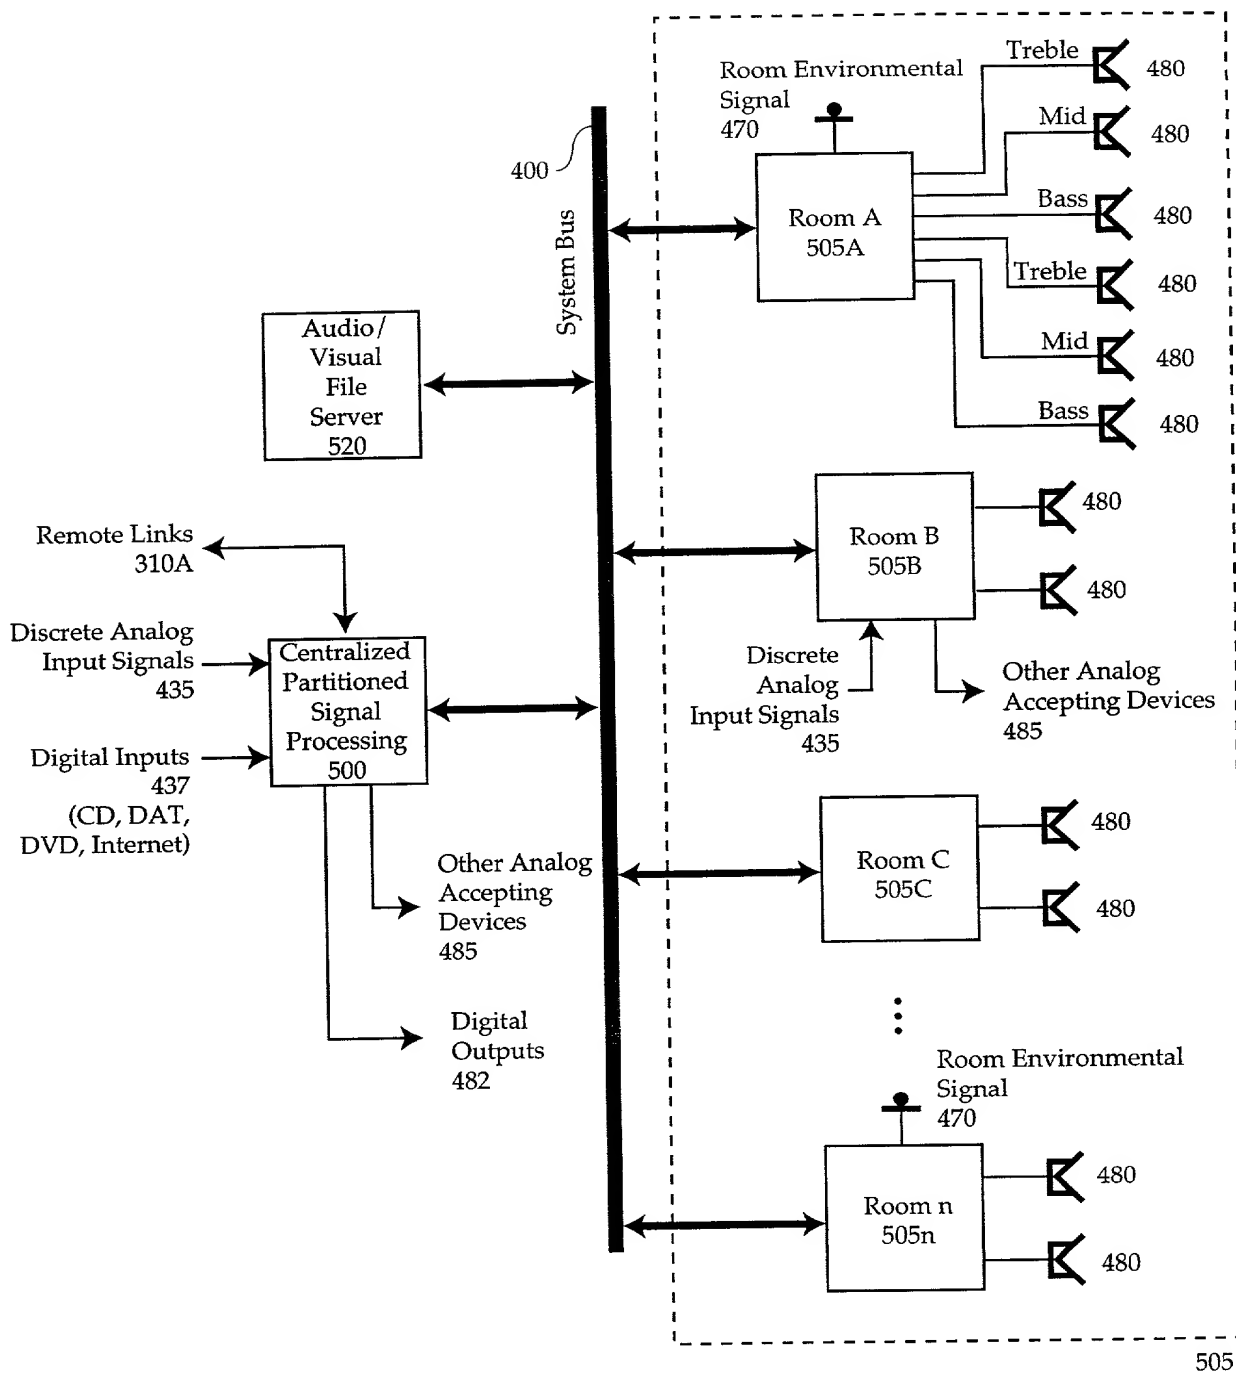 Treble
480
Room Environmental
Signal
470
Mid
480
400
Bass
480
Room A
505A
Treble
480
System Bus
Mid
480
Bass
480
Audio/
Visual
File
Server
520
480
Room B
505B
480
Remote Links
310A
Discrete Analog
Input Signals
435
Centralized
Partitioned
Signal
Processing
500
Digital Inputs
437
(CD, DAT,
DVD, Internet)
Discrete
Analog
Input Signals
435
Other Analog
Accepting Devices
485
480
Room C
505C
480
Other Analog
Accepting
Devices
485
Digital
Outputs
482
Room Environmental
Signal
470
480
Room n
505n
480
505